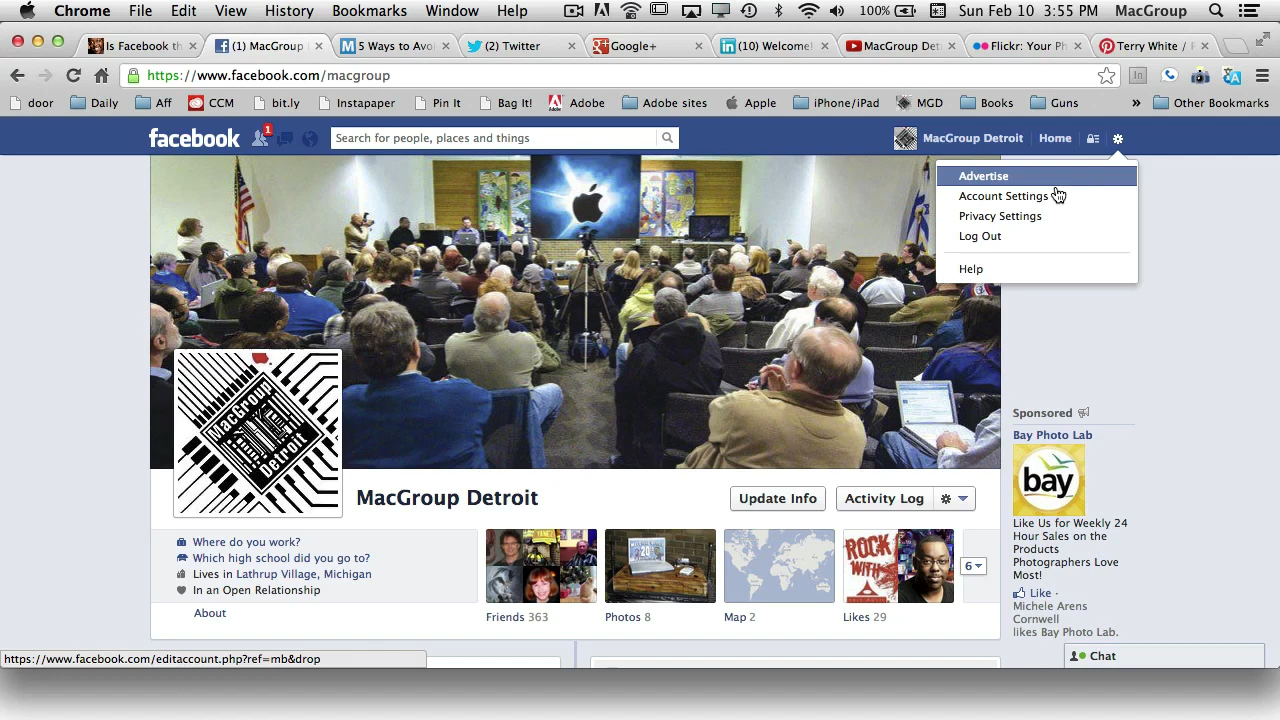 Chrome File Edit View History Bookmarks Window Help 100% Sun Feb 10 3:55 PM MacGroup
Is Facebook th
(1) MacGroup
5 Ways to Avoi
(2) Twitter
Google+
(10) Welcome!
MacGroup Det
Flickr: Your Ph
Terry White / P
https://www.facebook.com/macgroup
door Daily Aff CCM bit.ly Instapaper Pin It Bag It! Adobe Adobe sites Apple iPhone/iPad MGD Books Guns » Other Bookmarks
facebook 1 Search for people, places and things MacGroup Detroit Home
Advertise
Account Settings
Privacy Settings
Log Out
Help
MacGroup
Detroit
Sponsored
Bay Photo Lab
bay
Like Us for Weekly 24
Hour Sales on the
Products
Photographers Love
Most!
Like ·
Michele Arens
Cornwell
likes Bay Photo Lab.
MacGroup Detroit
Update Info
Activity Log
Where do you work?
Which high school did you go to?
Lives in Lathrup Village, Michigan
In an Open Relationship
About
ROCK
WITH
6
Friends 363
Photos 8
Map 2
Likes 29
https://www.facebook.com/editaccount.php?ref=mb&drop
Chat